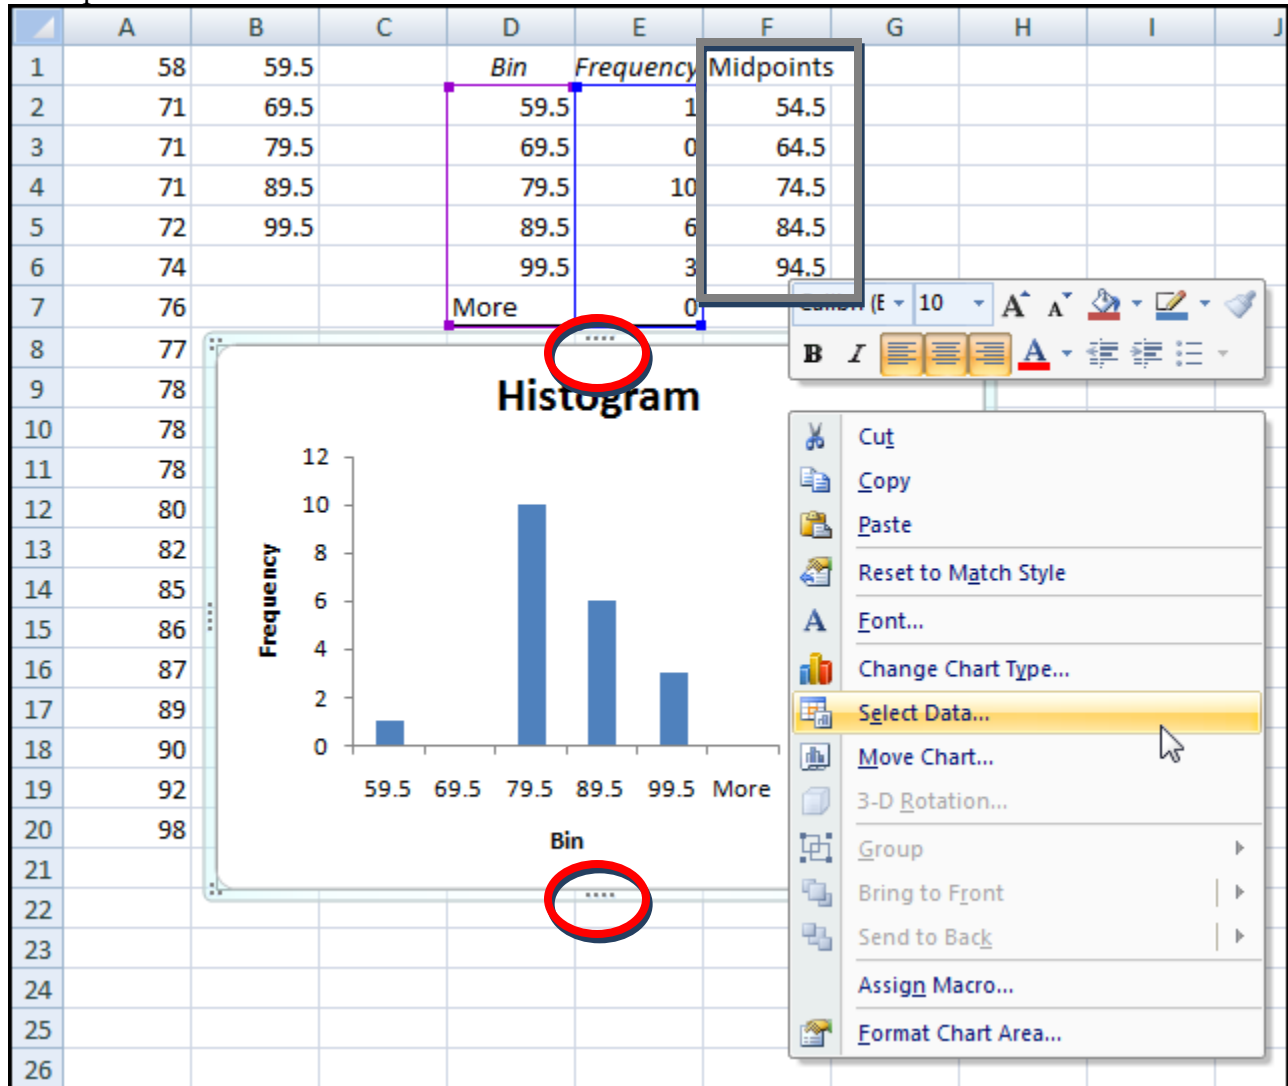 A B C D E F G H I J
1 58 59.5 Bin Frequency Midpoints
2 71 69.5 59.5 1 54.5
3 71 79.5 69.5 0 64.5
4 71 89.5 79.5 10 74.5
5 72 99.5 89.5 6 84.5
6 74 99.5 3 94.5
7 76 More 0
(E 10 A A
8 77
B I A
9 78
Histogram
10 78
11 78
12 80
13 82
14 85
15 86
16 87
17 89
18 90
19 92
20 98
21
22
23
24
25
26
12
10
8
6
4
2
0
Frequency
59.5 69.5 79.5 89.5 99.5 More
Bin
Cut
Copy
Paste
Reset to Match Style
A Font...
Change Chart Type...
Select Data...
Move Chart...
3-D Rotation...
Group
Bring to Front
Send to Back
Assign Macro...
Format Chart Area...